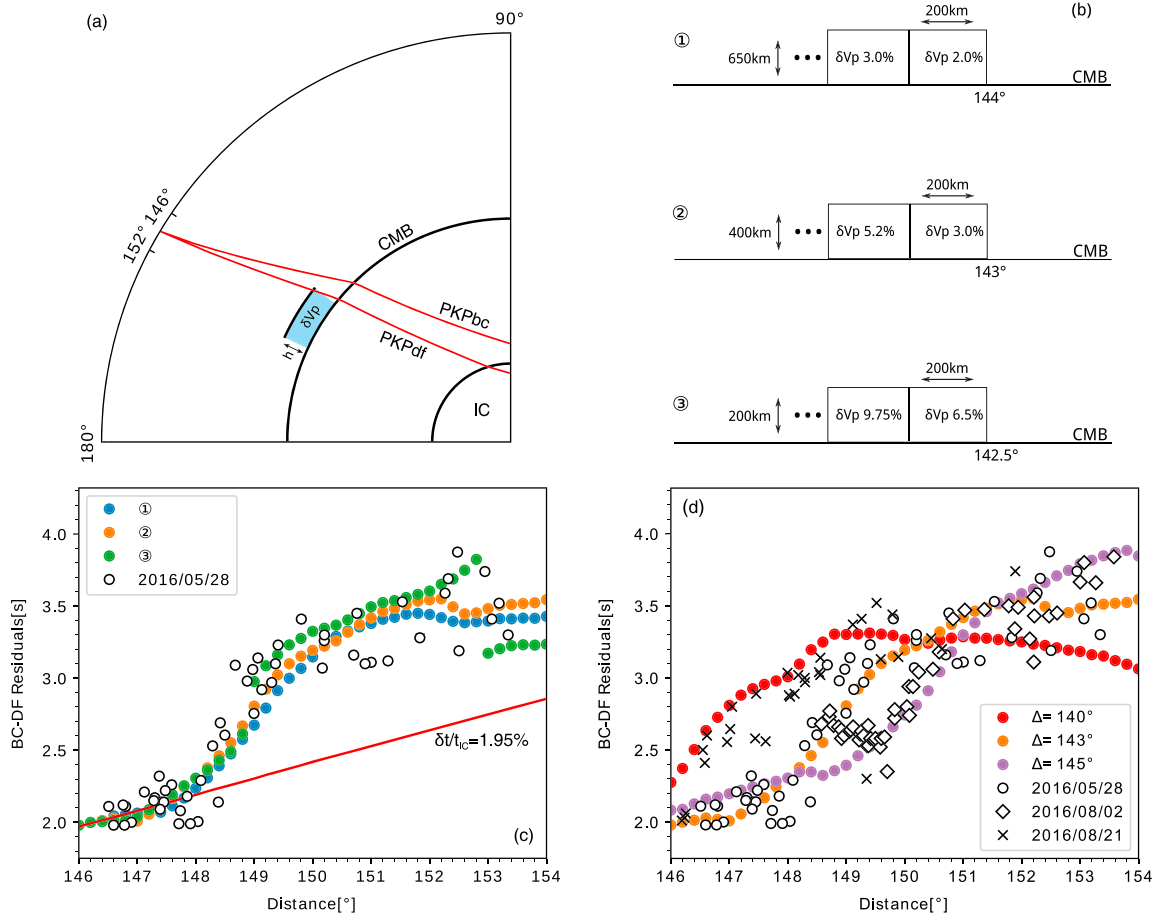 (a)
90°
152° 146°
CMB
δVp
h
PKPbc
PKPdf
IC
180°
(b)
①
200km
650km
δVp 3.0%
δVp 2.0%
CMB
144°
②
200km
400km
δVp 5.2%
δVp 3.0%
143°
③
200km
200km
δVp 9.75%
δVp 6.5%
CMB
142.5°
①
②
③
2016/05/28
δt/tIC=1.95%
(c)
BC-DF Residuals[s]
4.0
3.5
3.0
2.5
2.0
146 147 148 149 150 151 152 153 154
Distance[°]
(d)
Δ= 140°
Δ= 143°
Δ= 145°
2016/05/28
2016/08/02
2016/08/21
BC-DF Residuals[s]
4.0
3.5
3.0
2.5
2.0
146 147 148 149 150 151 152 153 154
Distance[°]